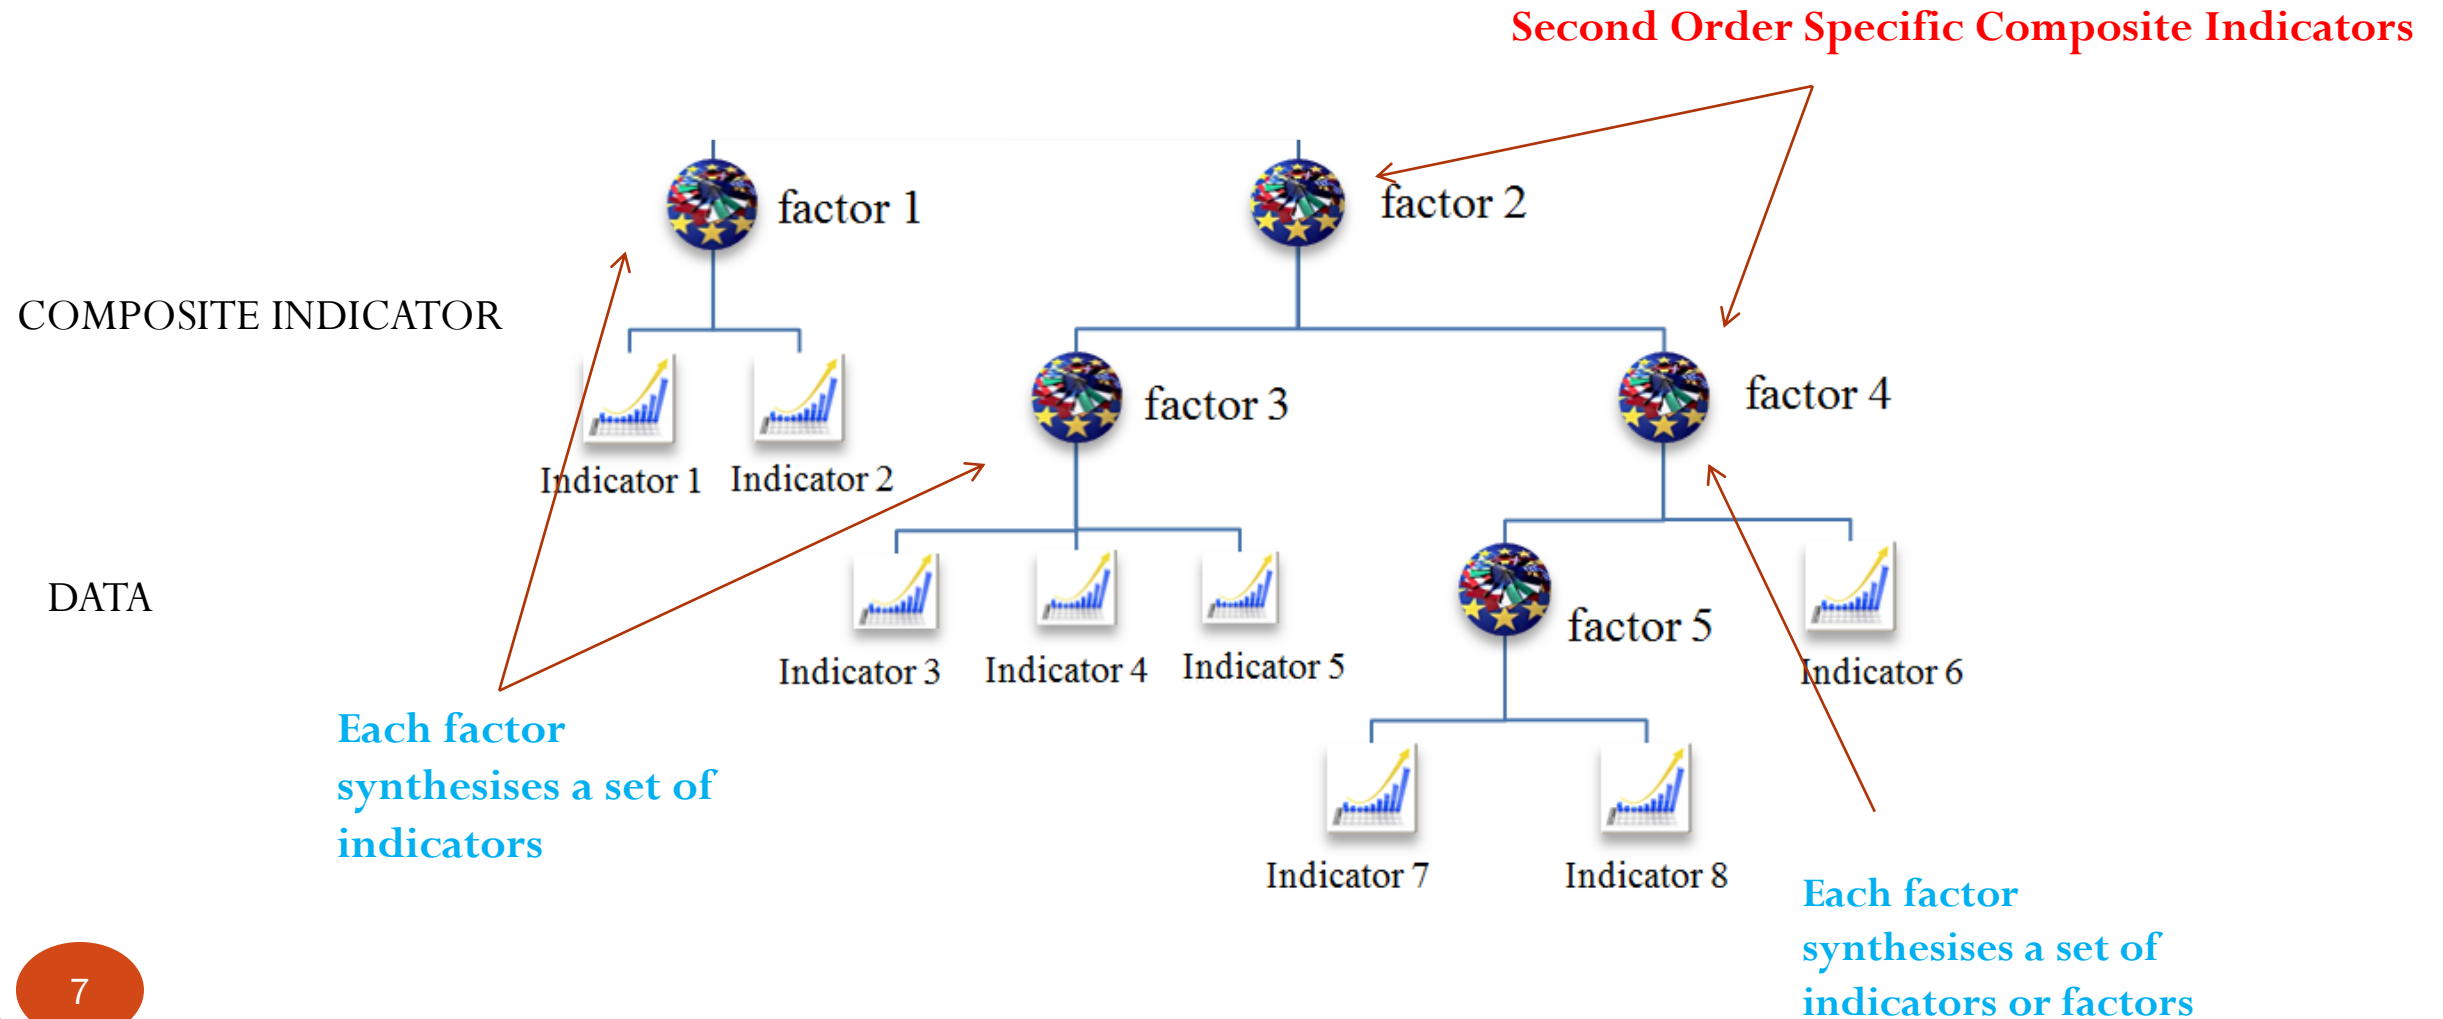 Second Order Specific Composite Indicators
factor 1
factor 2
COMPOSITE INDICATOR
factor 3
factor 4
Indicator 1
Indicator 2
DATA
factor 5
Indicator 3
Indicator 4
Indicator 5
Indicator 6
Each factor
synthesises a set of
indicators
Indicator 7
Indicator 8
Each factor
synthesises a set of
indicators or factors
7